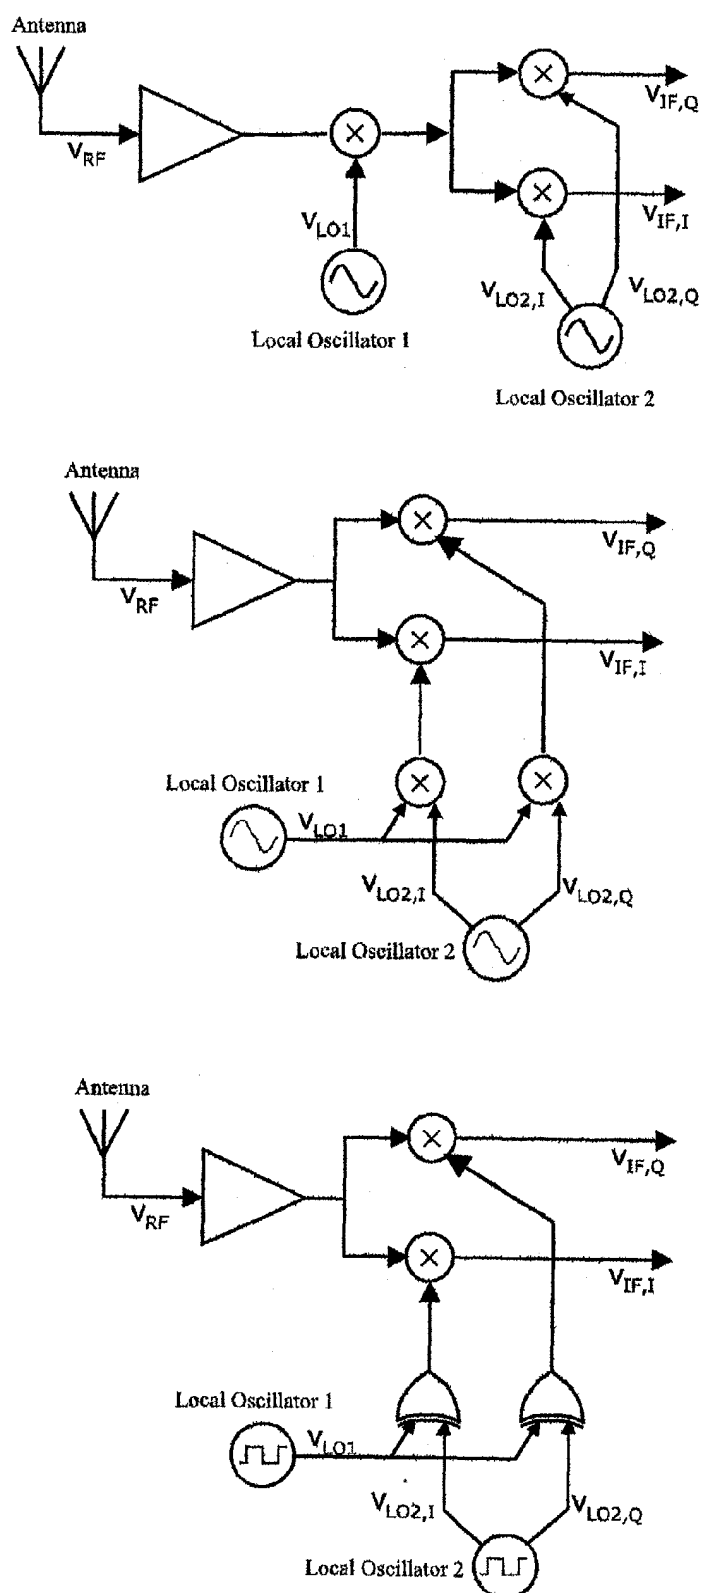 Antenna
V_IF,Q
V_RF
V_LO1
V_IF,I
V_LO2,I
V_LO2,Q
Local Oscillator 1
Local Oscillator 2
Antenna
V_IF,Q
V_RF
V_IF,I
Local Oscillator 1
V_LO1
V_LO2,I
V_LO2,Q
Local Oscillator 2
Antenna
V_IF,Q
V_RF
V_IF,I
Local Oscillator 1
V_LO1
V_LO2,I
V_LO2,Q
Local Oscillator 2